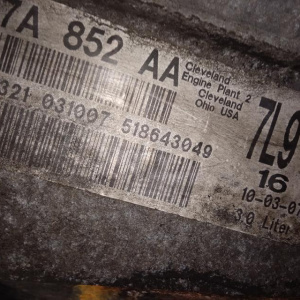 7A 852 AA
Cleveland
Engine Plant 2
Cleveland
Ohio USA
321 031007 518643049
7L9
16
10-03-07
3.0 Liter